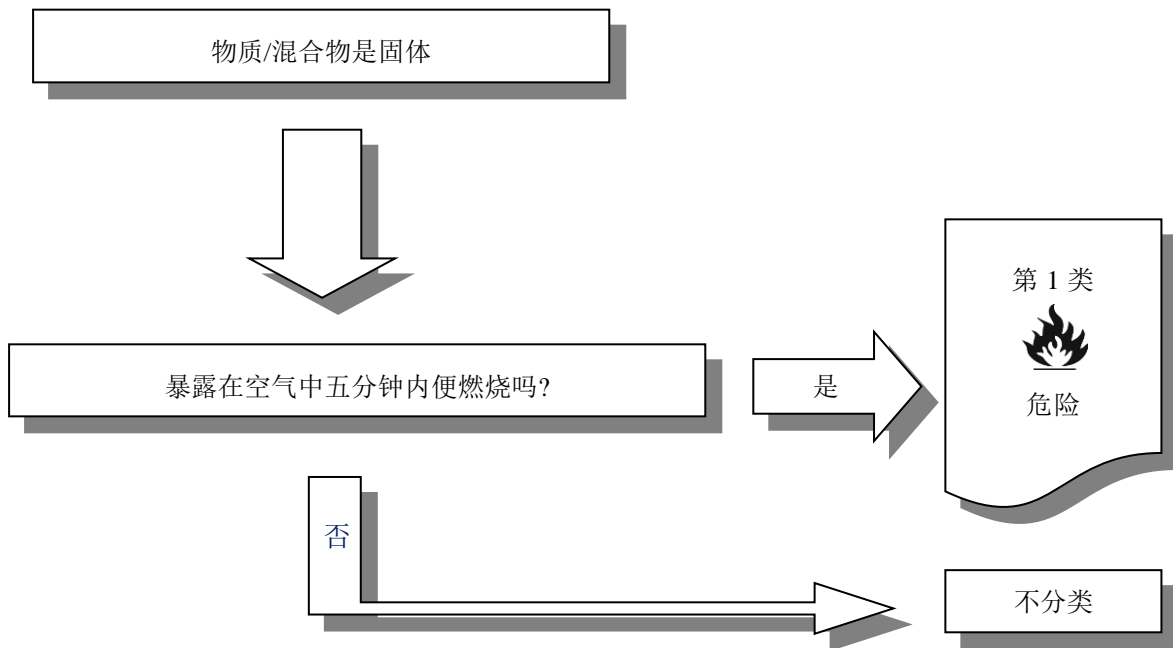 物质/混合物是固体
暴露在空气中五分钟内便燃烧吗?
是
第 1 类
危险
否
不分类